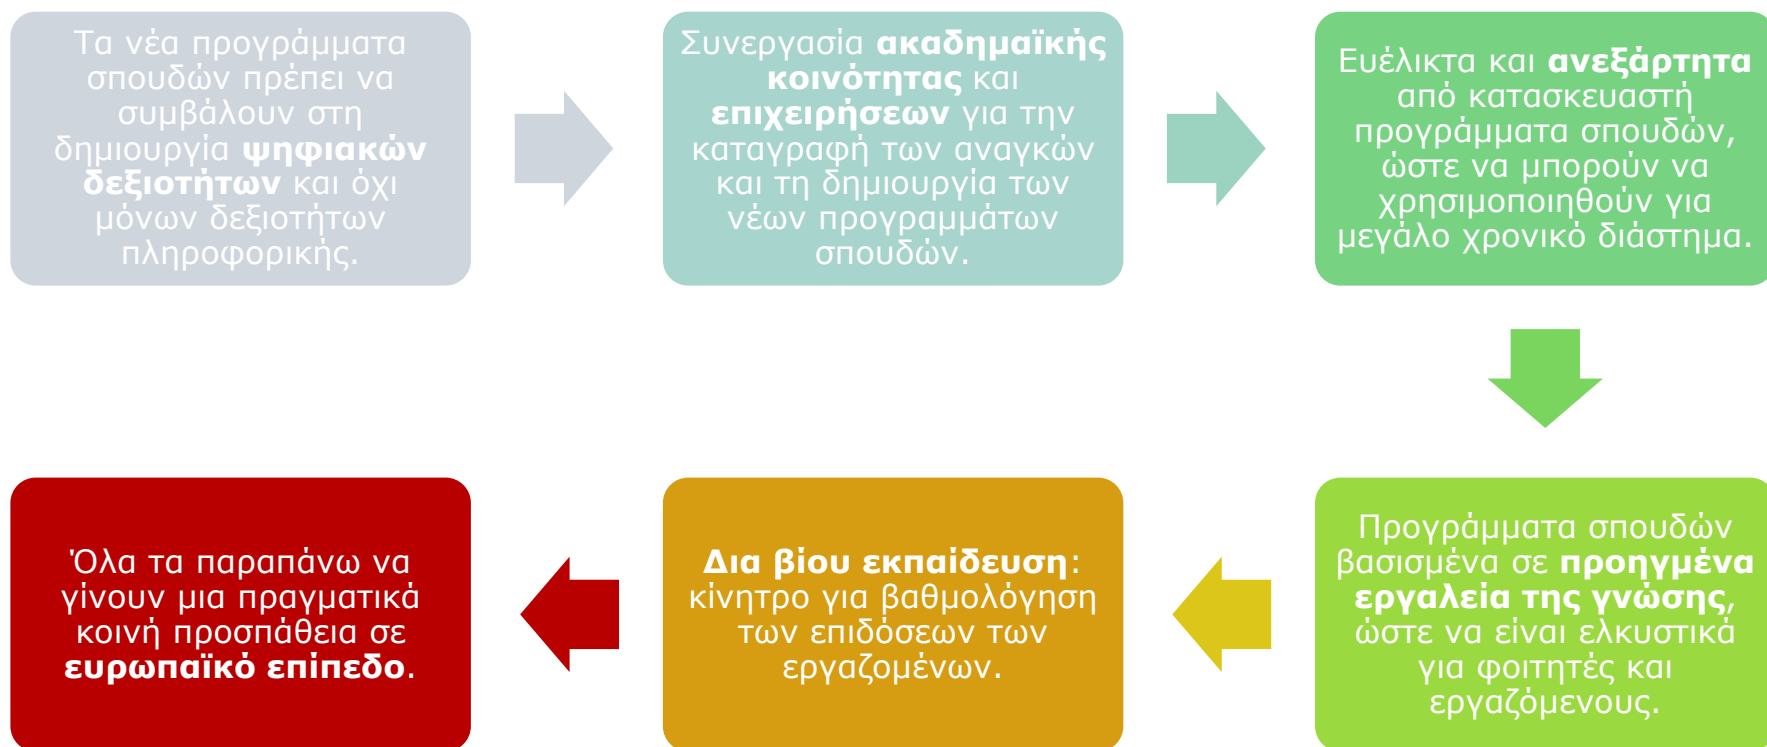 Τα νέα προγράμματα
σπουδών πρέπει να
συμβάλουν στη
δημιουργία ψηφιακών
δεξιοτήτων και όχι
μόνων δεξιοτήτων
πληροφορικής.
Συνεργασία ακαδημαϊκής
κοινότητας και
επιχειρήσεων για την
καταγραφή των αναγκών
και τη δημιουργία των
νέων προγραμμάτων
σπουδών.
Ευέλικτα και ανεξάρτητα
από κατασκευαστή
προγράμματα σπουδών,
ώστε να μπορούν να
χρησιμοποιηθούν για
μεγάλο χρονικό διάστημα.
Προγράμματα σπουδών
βασισμένα σε προηγμένα
εργαλεία της γνώσης,
ώστε να είναι ελκυστικά
για φοιτητές και
εργαζόμενους.
Δια βίου εκπαίδευση:
κίνητρο για βαθμολόγηση
των επιδόσεων των
εργαζομένων.
Όλα τα παραπάνω να
γίνουν μια πραγματικά
κοινή προσπάθεια σε
ευρωπαϊκό επίπεδο.